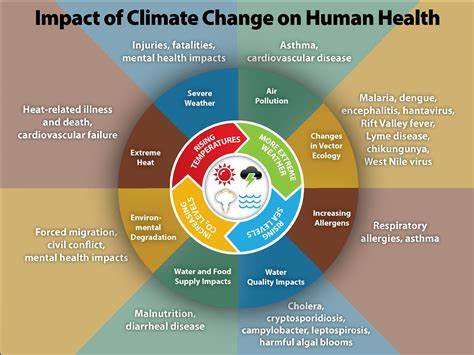 Impact of Climate Change on Human Health
Injuries, fatalities,
mental health impacts
Asthma,
cardiovascular disease
Severe
Weather
Air
Pollution
Heat-related illness
and death,
cardiovascular failure
Malaria, dengue,
encephalitis, hantavirus,
Rift Valley fever,
Lyme disease,
chikungunya,
West Nile virus
Extreme
Heat
Changes
in Vector
Ecology
RISING
TEMPERATURES
MORE EXTREME
WEATHER
INCREASING
CO₂ LEVELS
RISING
SEA LEVELS
Forced migration,
civil conflict,
mental health impacts
Environ-
mental
Degradation
Increasing
Allergens
Respiratory
allergies, asthma
Water and Food
Supply Impacts
Water
Quality Impacts
Malnutrition,
diarrheal disease
Cholera,
cryptosporidiosis,
campylobacter, leptospirosis,
harmful algal blooms